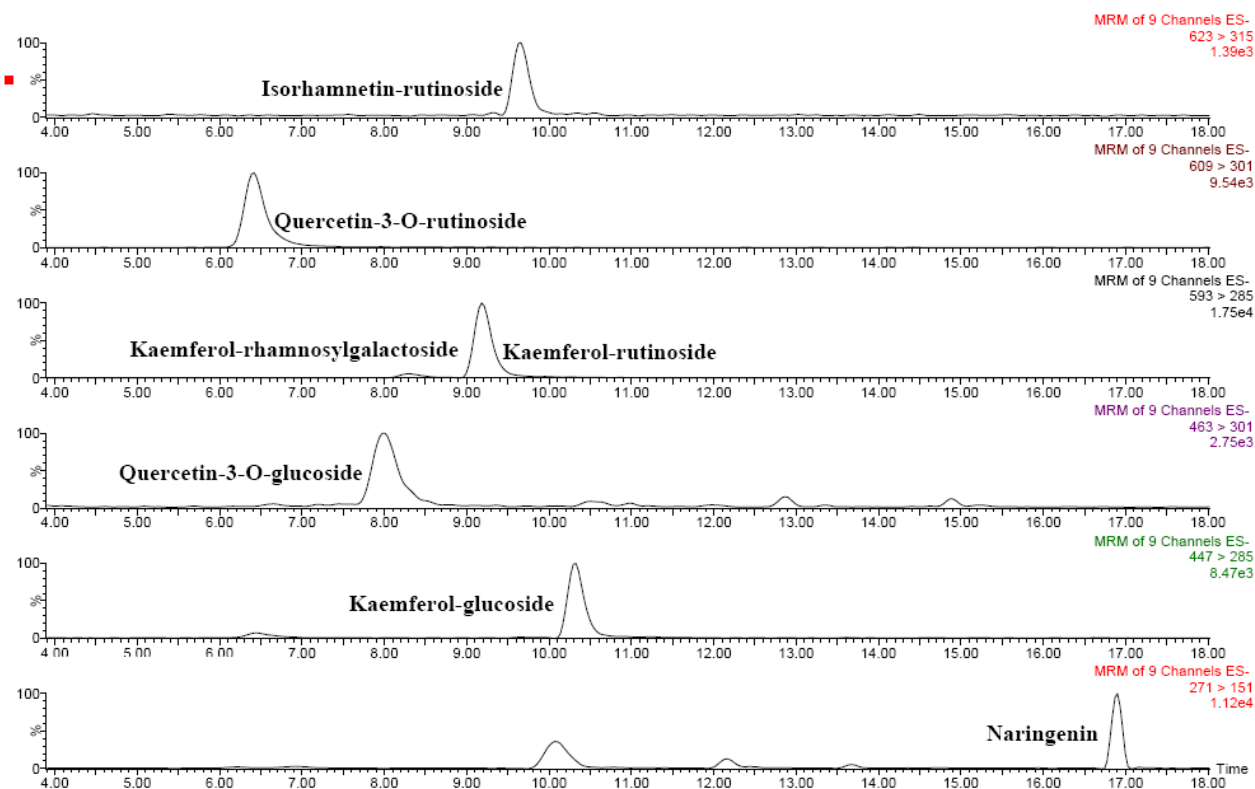 MRM of 9 Channels ES-
623 > 315
1.39e3
100
%
0
Isorhamnetin-rutinoside
4.00 5.00 6.00 7.00 8.00 9.00 10.00 11.00 12.00 13.00 14.00 15.00 16.00 17.00 18.00
MRM of 9 Channels ES-
609 > 301
9.54e3
100
%
0
Quercetin-3-O-rutinoside
4.00 5.00 6.00 7.00 8.00 9.00 10.00 11.00 12.00 13.00 14.00 15.00 16.00 17.00 18.00
MRM of 9 Channels ES-
593 > 285
1.75e4
100
%
0
Kaemferol-rhamnosylgalactoside Kaemferol-rutinoside
4.00 5.00 6.00 7.00 8.00 9.00 10.00 11.00 12.00 13.00 14.00 15.00 16.00 17.00 18.00
MRM of 9 Channels ES-
463 > 301
2.75e3
100
%
0
Quercetin-3-O-glucoside
4.00 5.00 6.00 7.00 8.00 9.00 10.00 11.00 12.00 13.00 14.00 15.00 16.00 17.00 18.00
MRM of 9 Channels ES-
447 > 285
8.47e3
100
%
0
Kaemferol-glucoside
4.00 5.00 6.00 7.00 8.00 9.00 10.00 11.00 12.00 13.00 14.00 15.00 16.00 17.00 18.00
MRM of 9 Channels ES-
271 > 151
1.12e4
100
%
0
Naringenin
Time
4.00 5.00 6.00 7.00 8.00 9.00 10.00 11.00 12.00 13.00 14.00 15.00 16.00 17.00 18.00